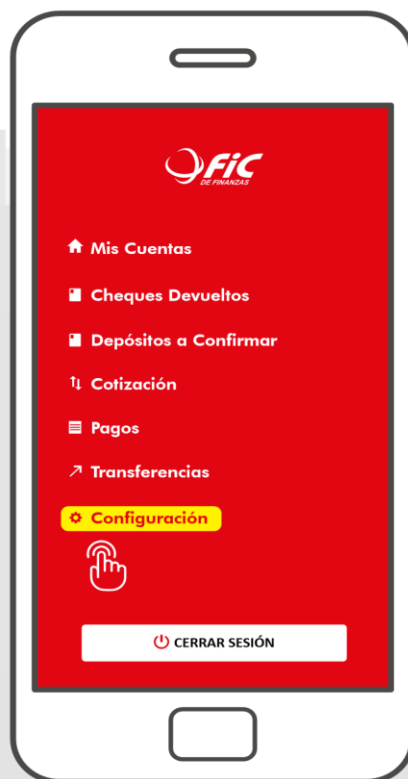 FiC
DE FINANZAS
Mis Cuentas
Cheques Devueltos
Depósitos a Confirmar
Cotización
Pagos
Transferencias
Configuración
CERRAR SESIÓN